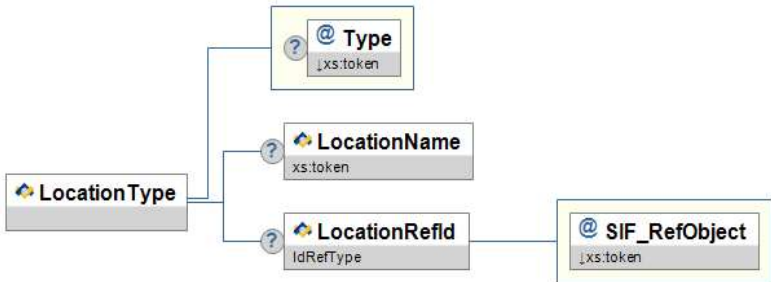 ? @ Type
↓xs:token
? LocationName
xs:token
LocationType
? LocationRefId
IdRefType
@ SIF_RefObject
↓xs:token